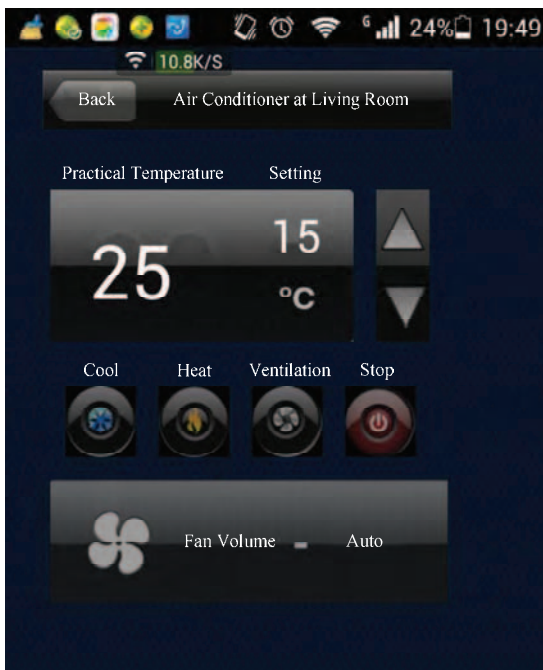 G 24% 19:49
10.8K/S
Back Air Conditioner at Living Room
Practical Temperature Setting
25 15
°C
Cool Heat Ventilation Stop
Fan Volume - Auto